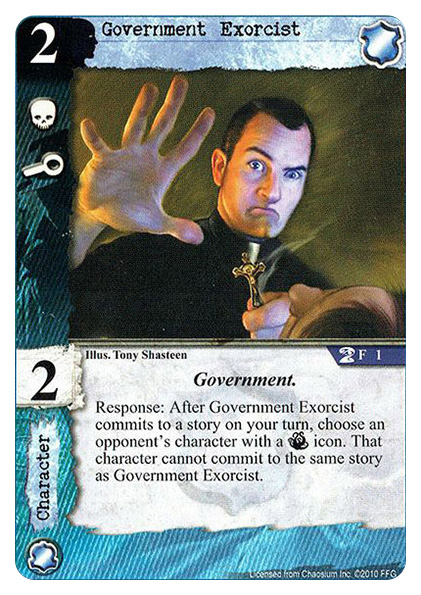 2
Government Exorcist
Illus. Tony Shasteen
F 1
2
Government.
Response: After Government Exorcist
commits to a story on your turn, choose an
opponent's character with a icon. That
character cannot commit to the same story
as Government Exorcist.
Character
Licensed from Chaosium Inc. ©2010 FFG